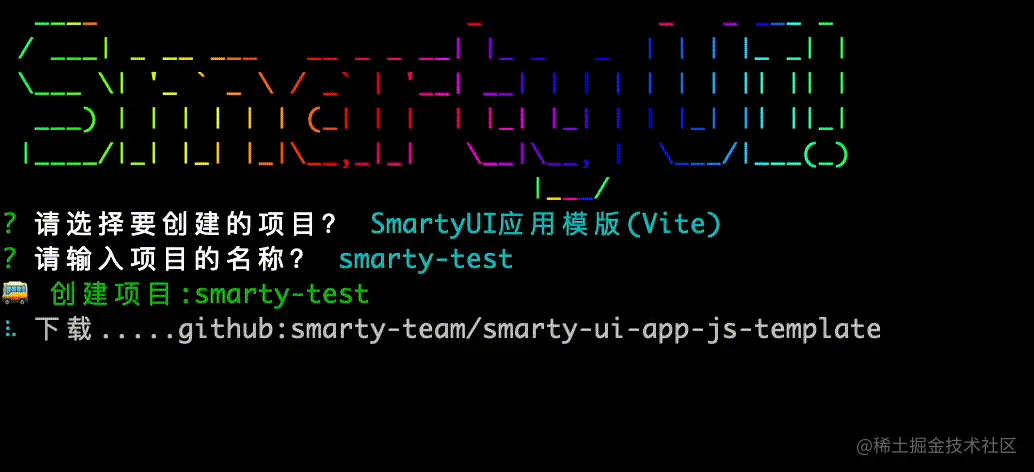 Smarty UI!
? 请选择要创建的项目? SmartyUI应用模版(Vite)
? 请输入项目的名称? smarty-test
创建项目:smarty-test
下载.....github:smarty-team/smarty-ui-app-js-template
@稀土掘金技术社区